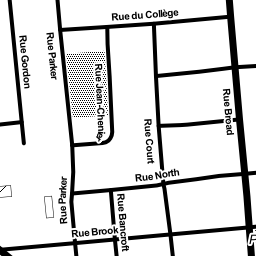 Rue du Collège
Rue Gordon
Rue Parker
Rue Jean-Chenie
Rue Broad
Rue Court
Rue North
Rue Parker
Rue Bancroft
Rue Brook
P